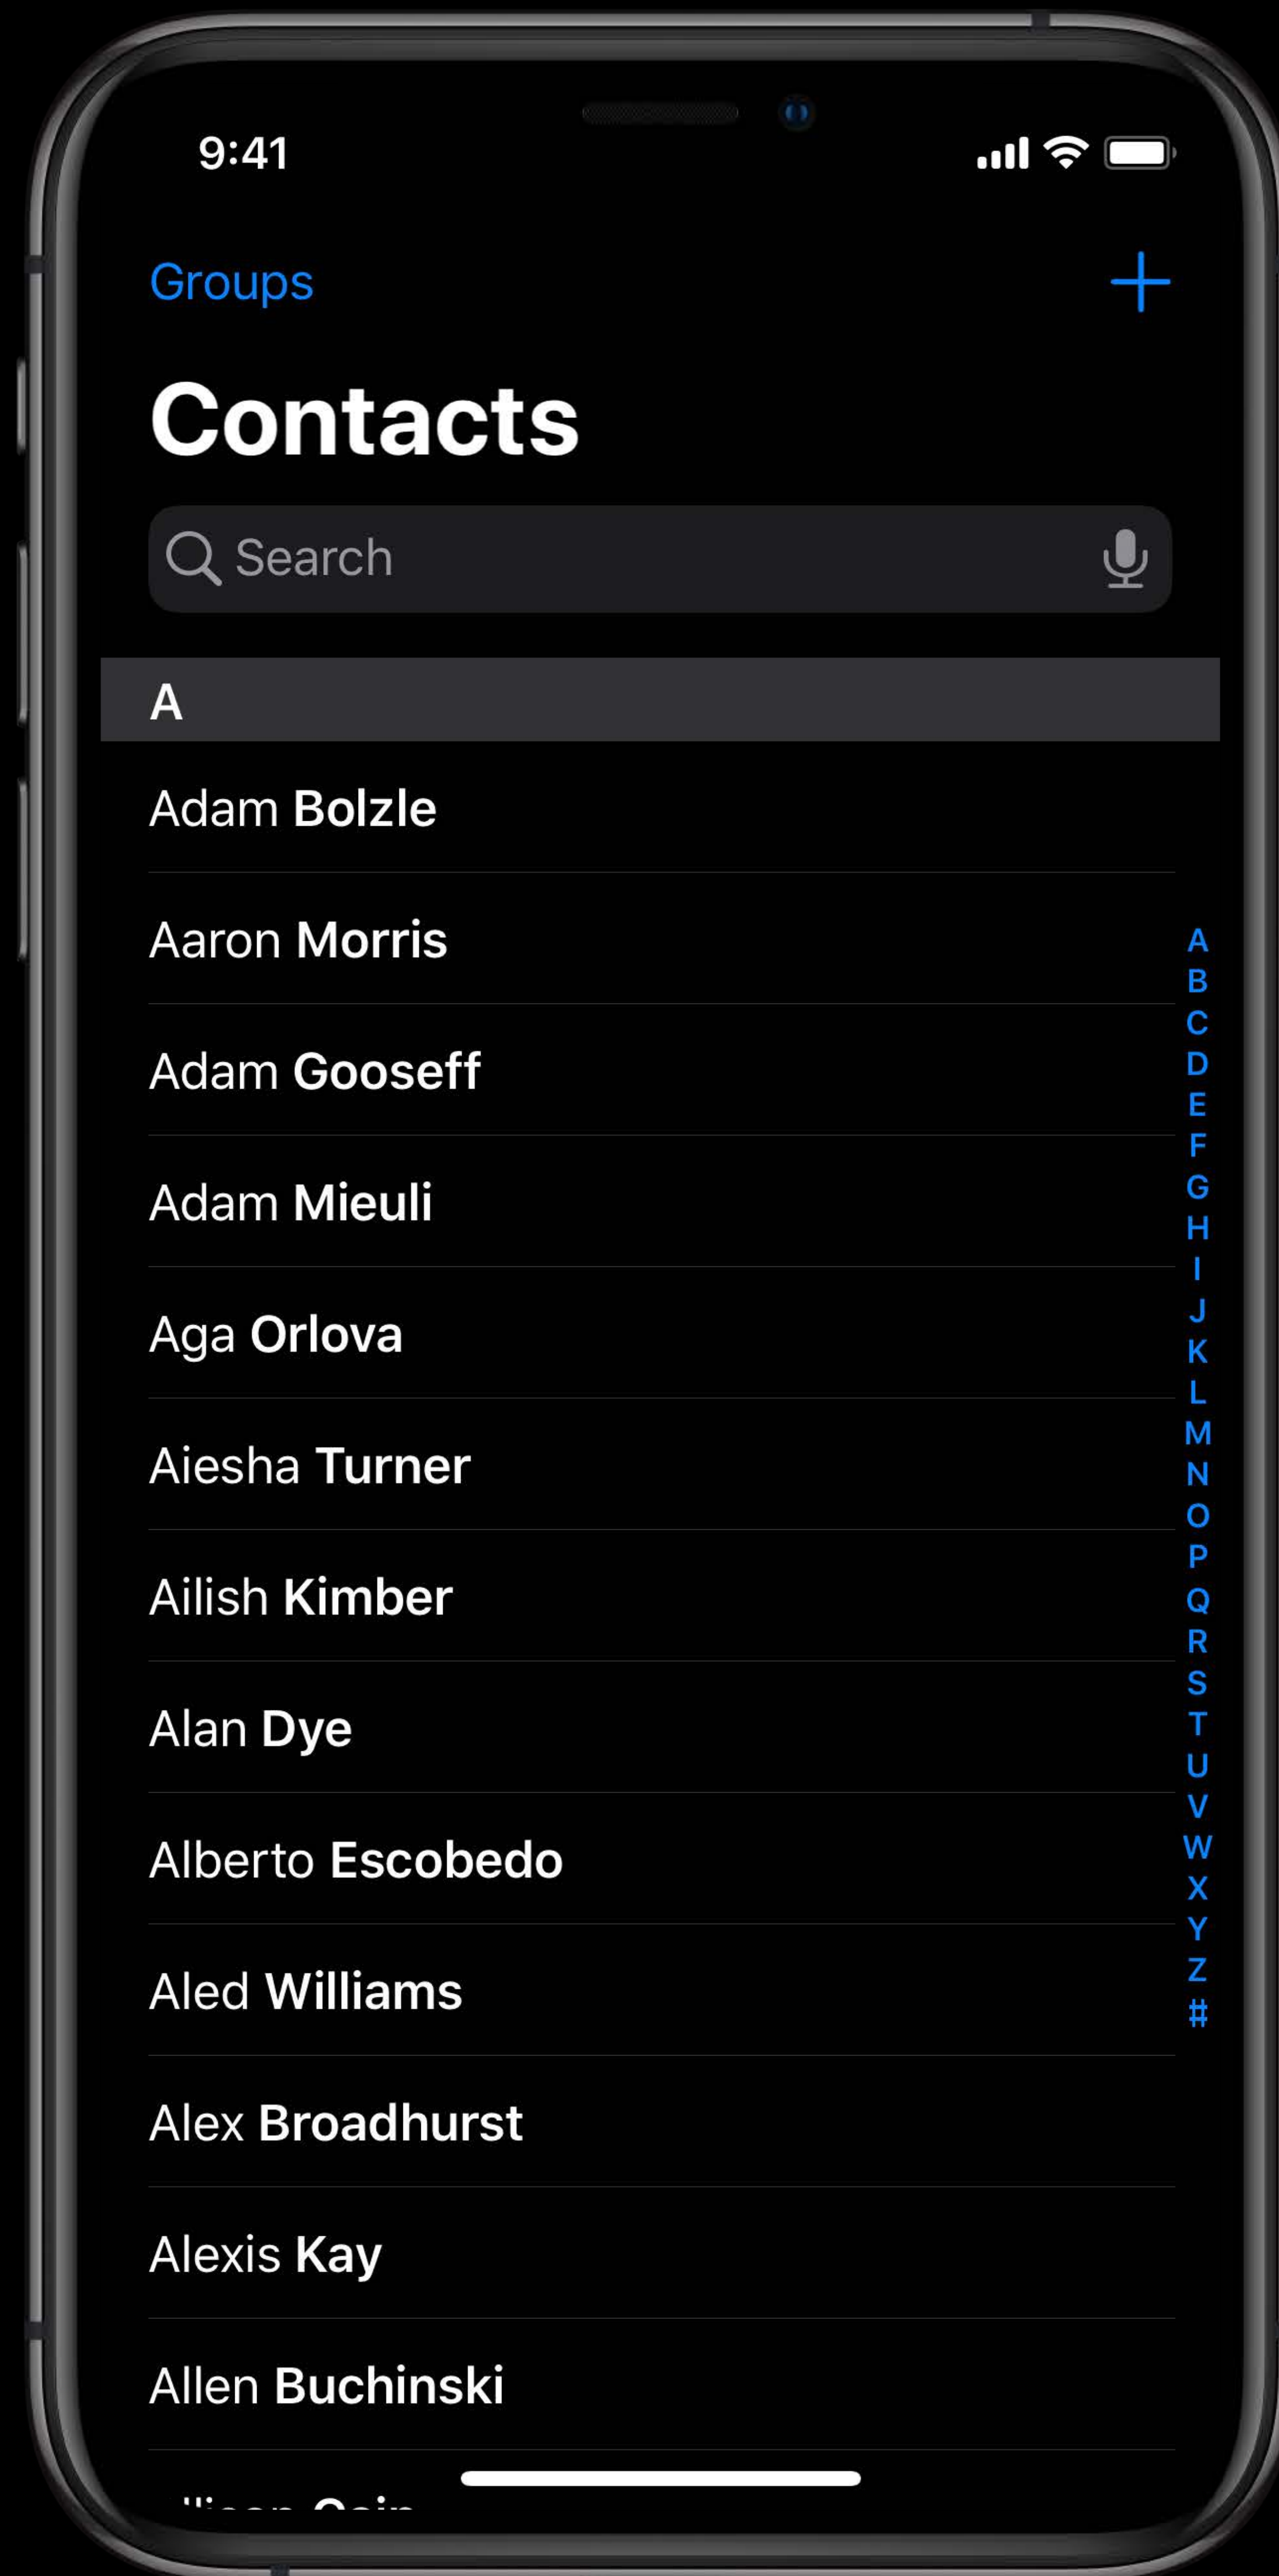 9:41
Groups
Contacts
Search
A
Adam Bolzle
Aaron Morris
Adam Gooseff
Adam Mieuli
Aga Orlova
Aiesha Turner
Ailish Kimber
Alan Dye
Alberto Escobedo
Aled Williams
Alex Broadhurst
Alexis Kay
Allen Buchinski
A
B
C
D
E
F
G
H
I
J
K
L
M
N
O
P
Q
R
S
T
U
V
W
X
Y
Z
#